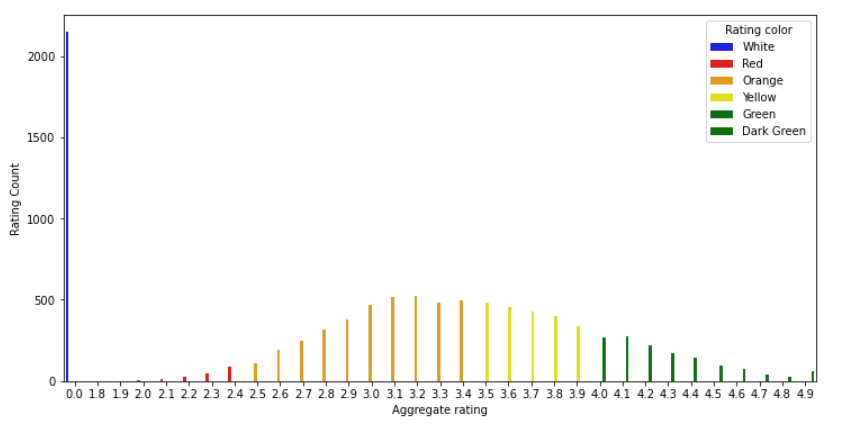 Rating color
White
Red
Orange
Yellow
Green
Dark Green
2000
1500
1000
500
0
Rating Count
0.0 1.8 1.9 2.0 2.1 2.2 2.3 2.4 2.5 2.6 2.7 2.8 2.9 3.0 3.1 3.2 3.3 3.4 3.5 3.6 3.7 3.8 3.9 4.0 4.1 4.2 4.3 4.4 4.5 4.6 4.7 4.8 4.9
Aggregate rating